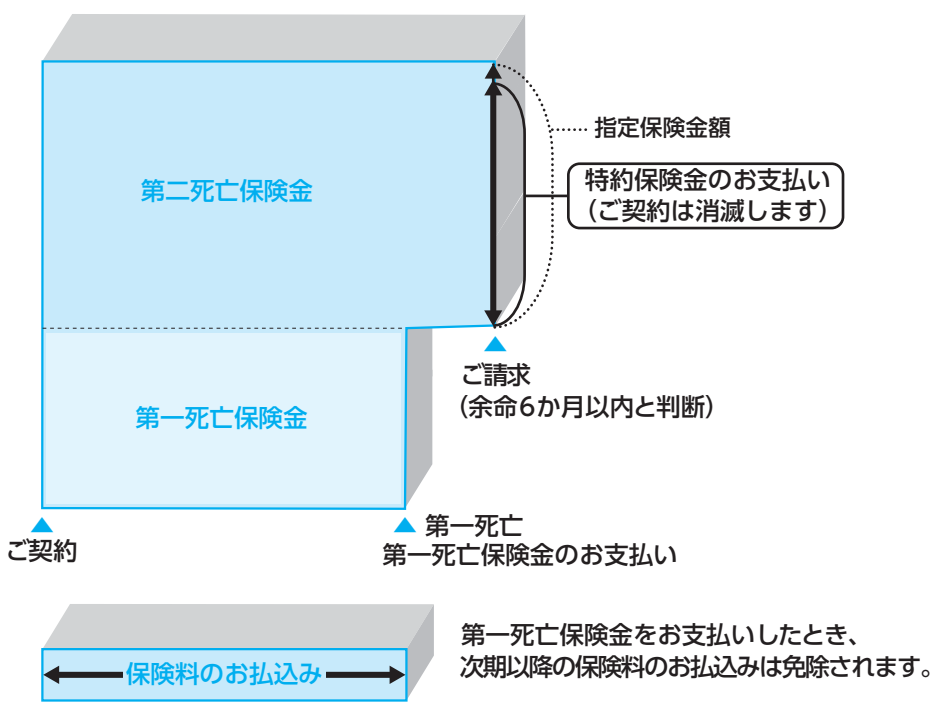 指定保険金額
特約保険金のお支払い
（ご契約は消滅します）
第二死亡保険金
ご請求
（余命6か月以内と判断）
第一死亡保険金
ご契約
第一死亡
第一死亡保険金のお支払い
保険料のお払込み
第一死亡保険金をお支払いしたとき、
次期以降の保険料のお払込みは免除されます。